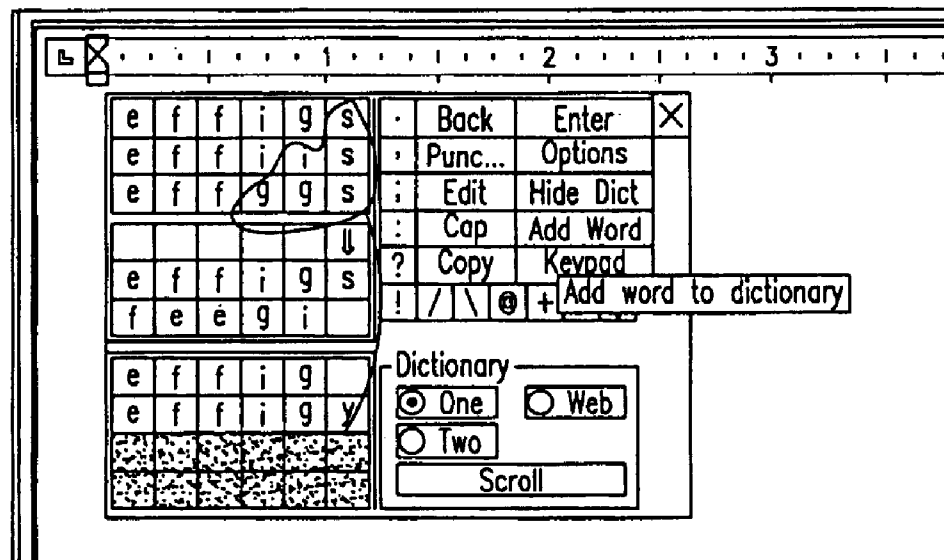 1 2 3
e f f i g s · Back Enter X
e f f i i s , Punc... Options
e f f g g s ; Edit Hide Dict
⇓ : Cap Add Word
e f f i g s ? Copy Keypad
f e é g i ! / \ @ +
Add word to dictionary
e f f i g
e f f i g y
Dictionary
One Web
Two
Scroll